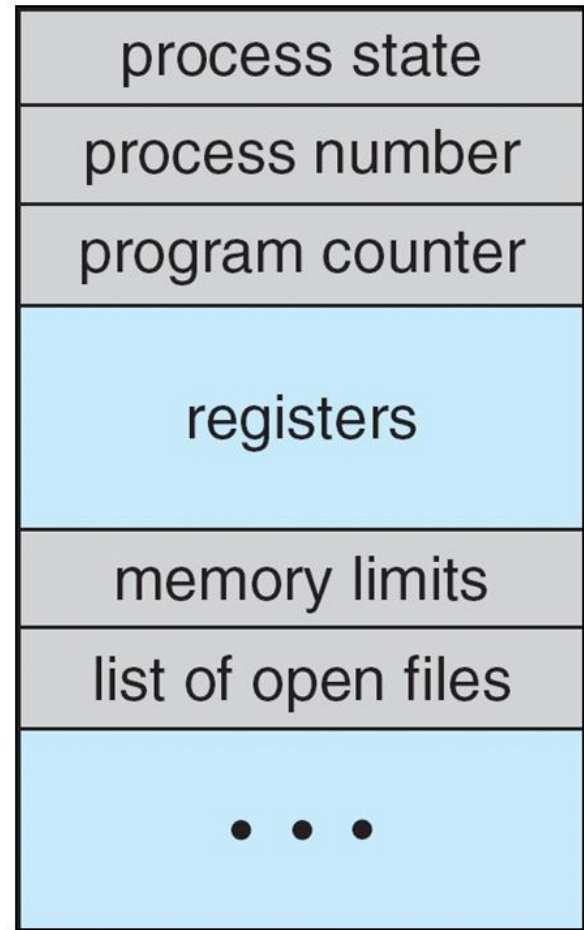 process state
process number
program counter
registers
memory limits
list of open files
• • •